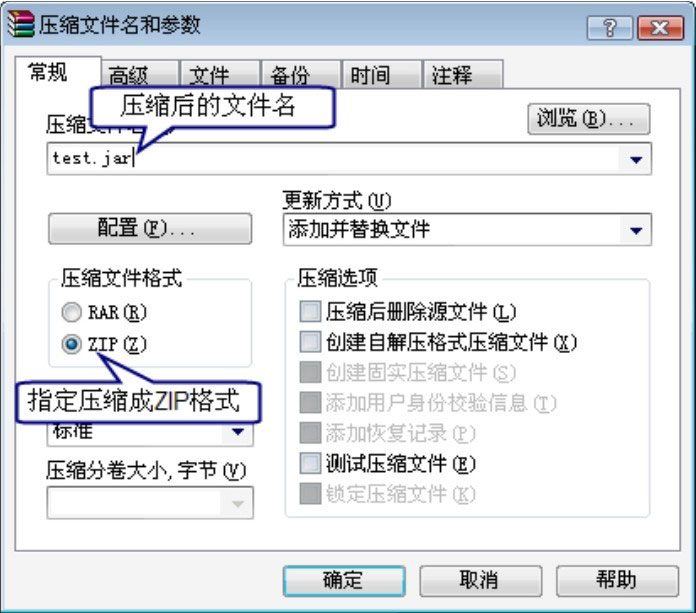 压缩文件名和参数
常规 高级 文件 备份 时间 注释
压缩后的文件名
压缩文
浏览(B)...
test.jar
更新方式(U)
配置(F)...
添加并替换文件
压缩文件格式
RAR(R)
ZIP(Z)
指定压缩成ZIP格式
标准
压缩分卷大小,字节(V)
压缩选项
压缩后删除源文件(L)
创建自解压格式压缩文件(X)
创建固实压缩文件(S)
添加用户身份校验信息(T)
添加恢复记录(P)
测试压缩文件(E)
锁定压缩文件(K)
确定 取消 帮助